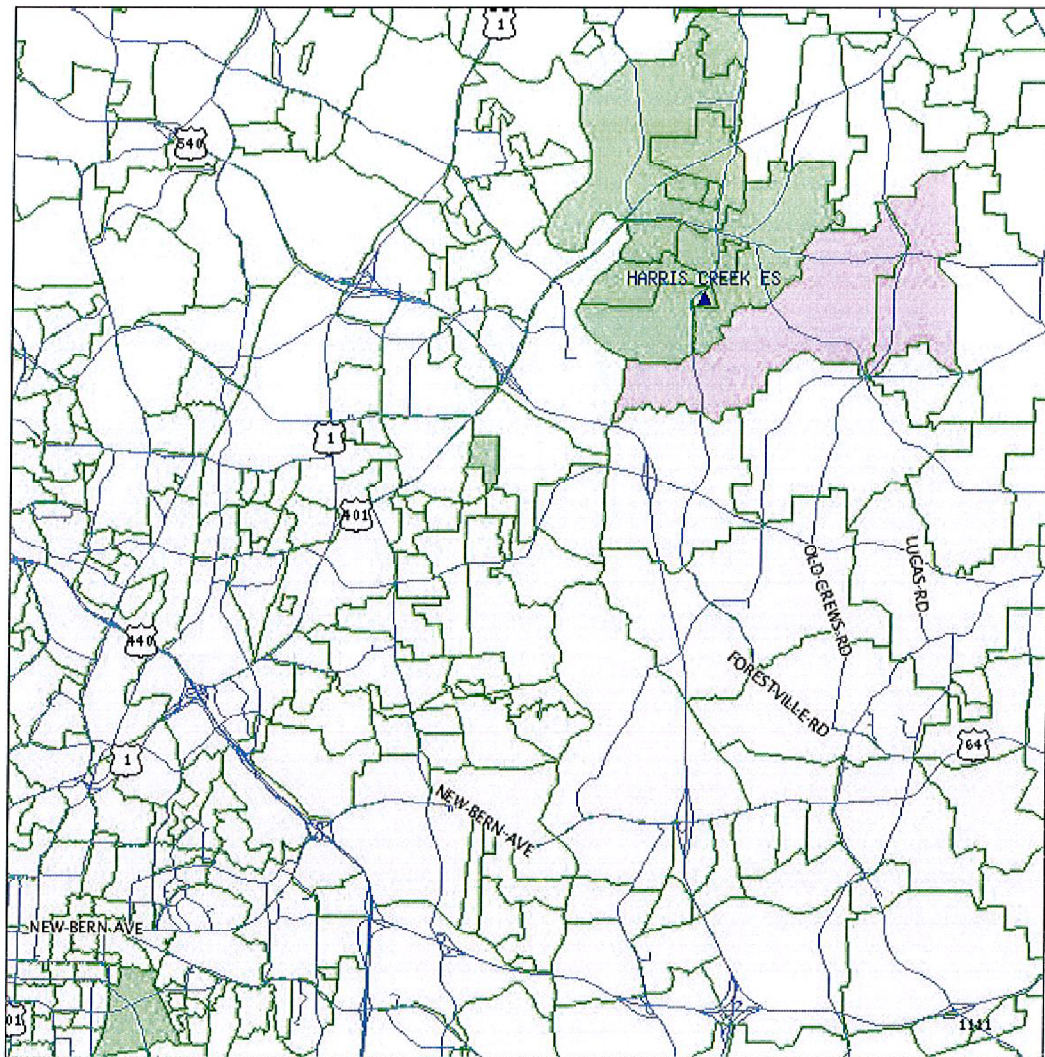 1
540
HARRIS CREEK ES
1
401
OLD-CREWS-RD
LUCAS-RD
440
FORESTVILLE-RD
64
1
NEW-BERN-AVE
NEW-BERN-AVE
01
1111